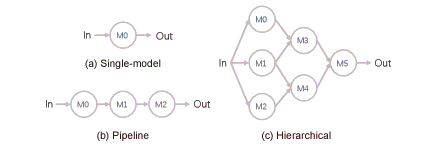 In M0 Out
(a) Single-model
In M0 M1 M2 Out
(b) Pipeline
M0
M3
In M1 M5 Out
M4
M2
(c) Hierarchical